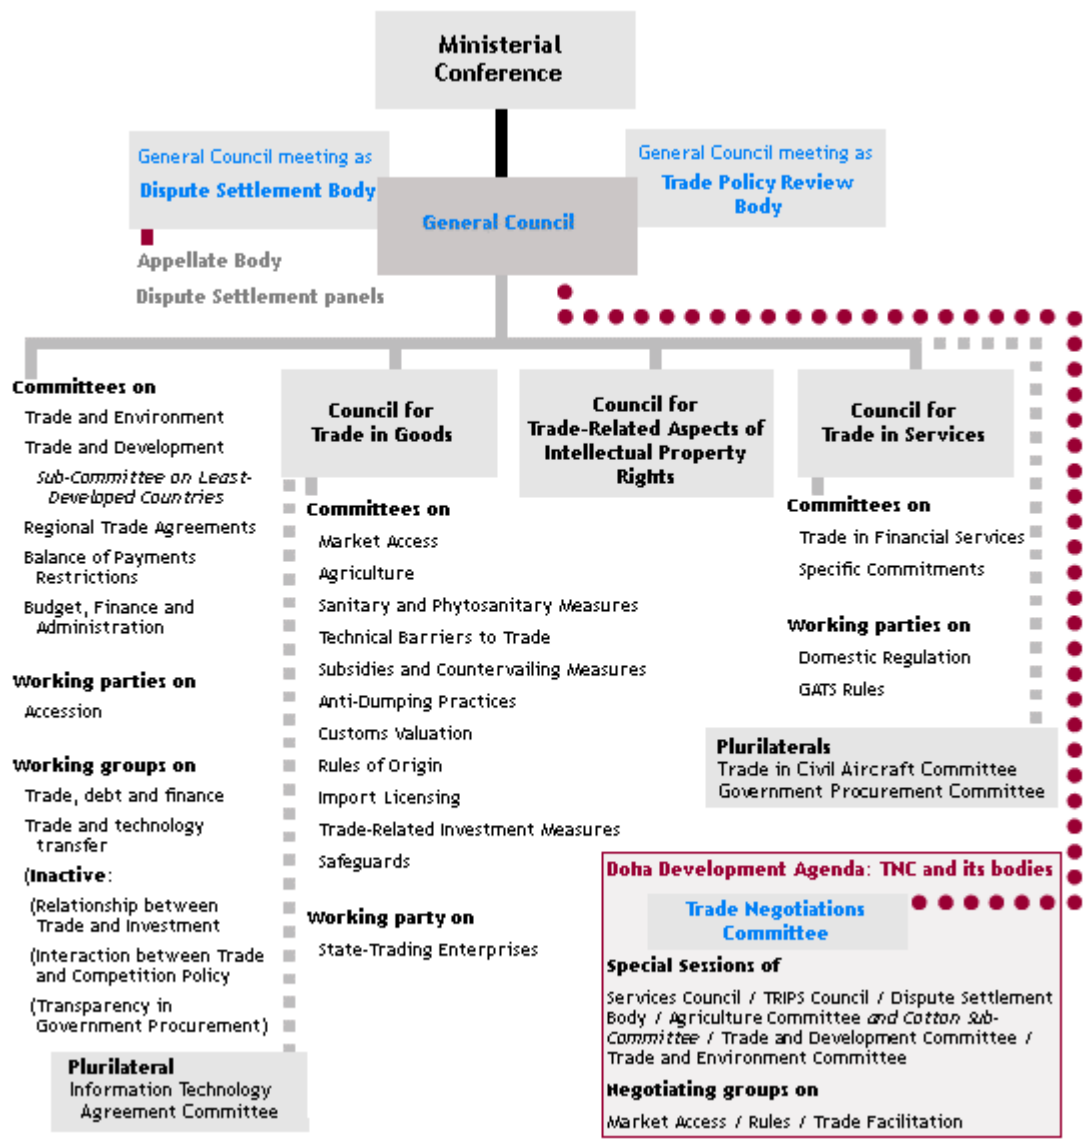 Ministerial
Conference
General Council meeting as
Dispute Settlement Body
General Council meeting as
Trade Policy Review
Body
General Council
Appellate Body
Dispute Settlement panels
Committees on
Trade and Environment
Trade and Development
Sub-Committee on Least-
Developed Countries
Regional Trade Agreements
Balance of Payments
Restrictions
Budget, Finance and
Administration
Working parties on
Accession
Working groups on
Trade, debt and finance
Trade and technology
transfer
(Inactive:
(Relationship between
Trade and Investment
(Interaction between Trade
and Competition Policy
(Transparency in
Government Procurement)
Plurilateral
Information Technology
Agreement Committee
Council for
Trade in Goods
Committees on
Market Access
Agriculture
Sanitary and Phytosanitary Measures
Technical Barriers to Trade
Subsidies and Countervailing Measures
Anti-Dumping Practices
Customs Valuation
Rules of Origin
Import Licensing
Trade-Related Investment Measures
Safeguards
Working party on
State-Trading Enterprises
Council for
Trade-Related Aspects of
Intellectual Property
Rights
Council for
Trade in Services
Committees on
Trade in Financial Services
Specific Commitments
Working parties on
Domestic Regulation
GATS Rules
Plurilaterals
Trade in Civil Aircraft Committee
Government Procurement Committee
Doha Development Agenda: TNC and its bodies
Trade Negotiations
Committee
Special Sessions of
Services Council / TRIPS Council / Dispute Settlement
Body / Agriculture Committee and Cotton Sub-
Committee / Trade and Development Committee /
Trade and Environment Committee
Negotiating groups on
Market Access / Rules / Trade Facilitation